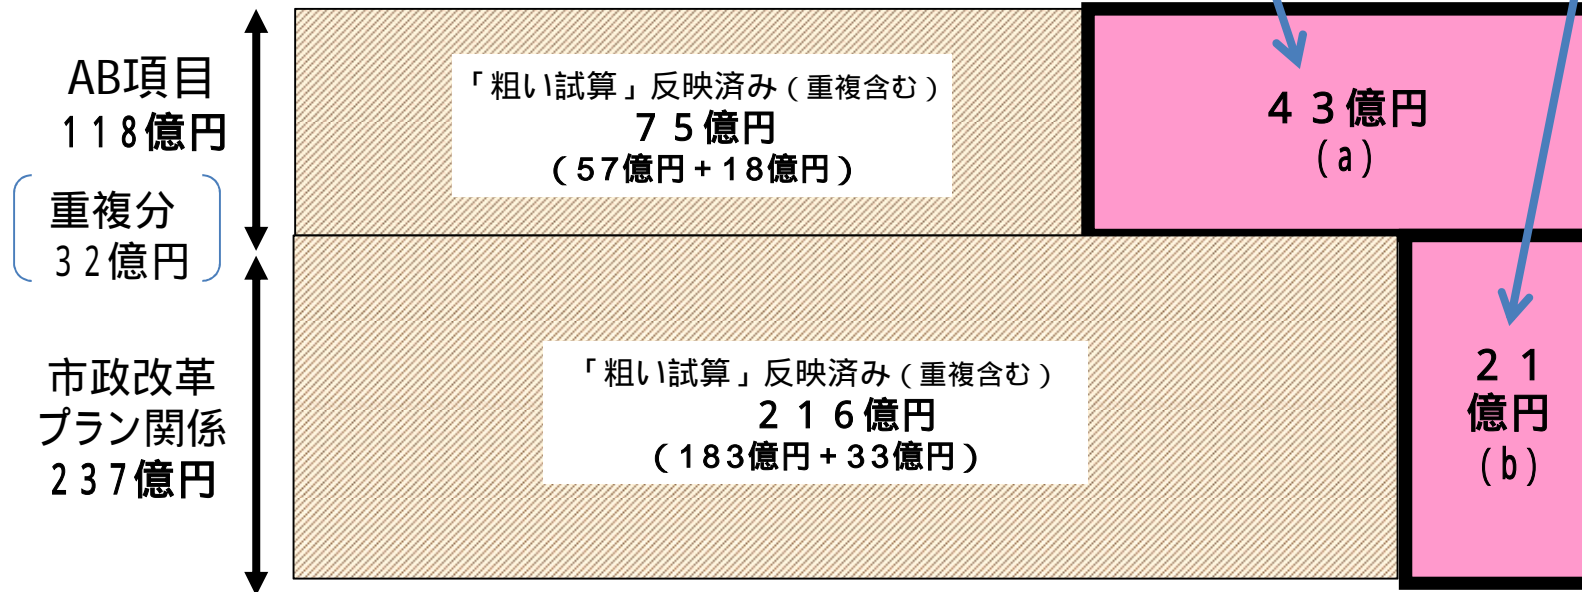 AB項目
118億円
重複分
32億円
市政改革
プラン関係
237億円
「粗い試算」反映済み(重複含む)
75億円
(57億円+18億円)
43億円
(a)
「粗い試算」反映済み(重複含む)
216億円
(183億円+33億円)
21
億円
(b)